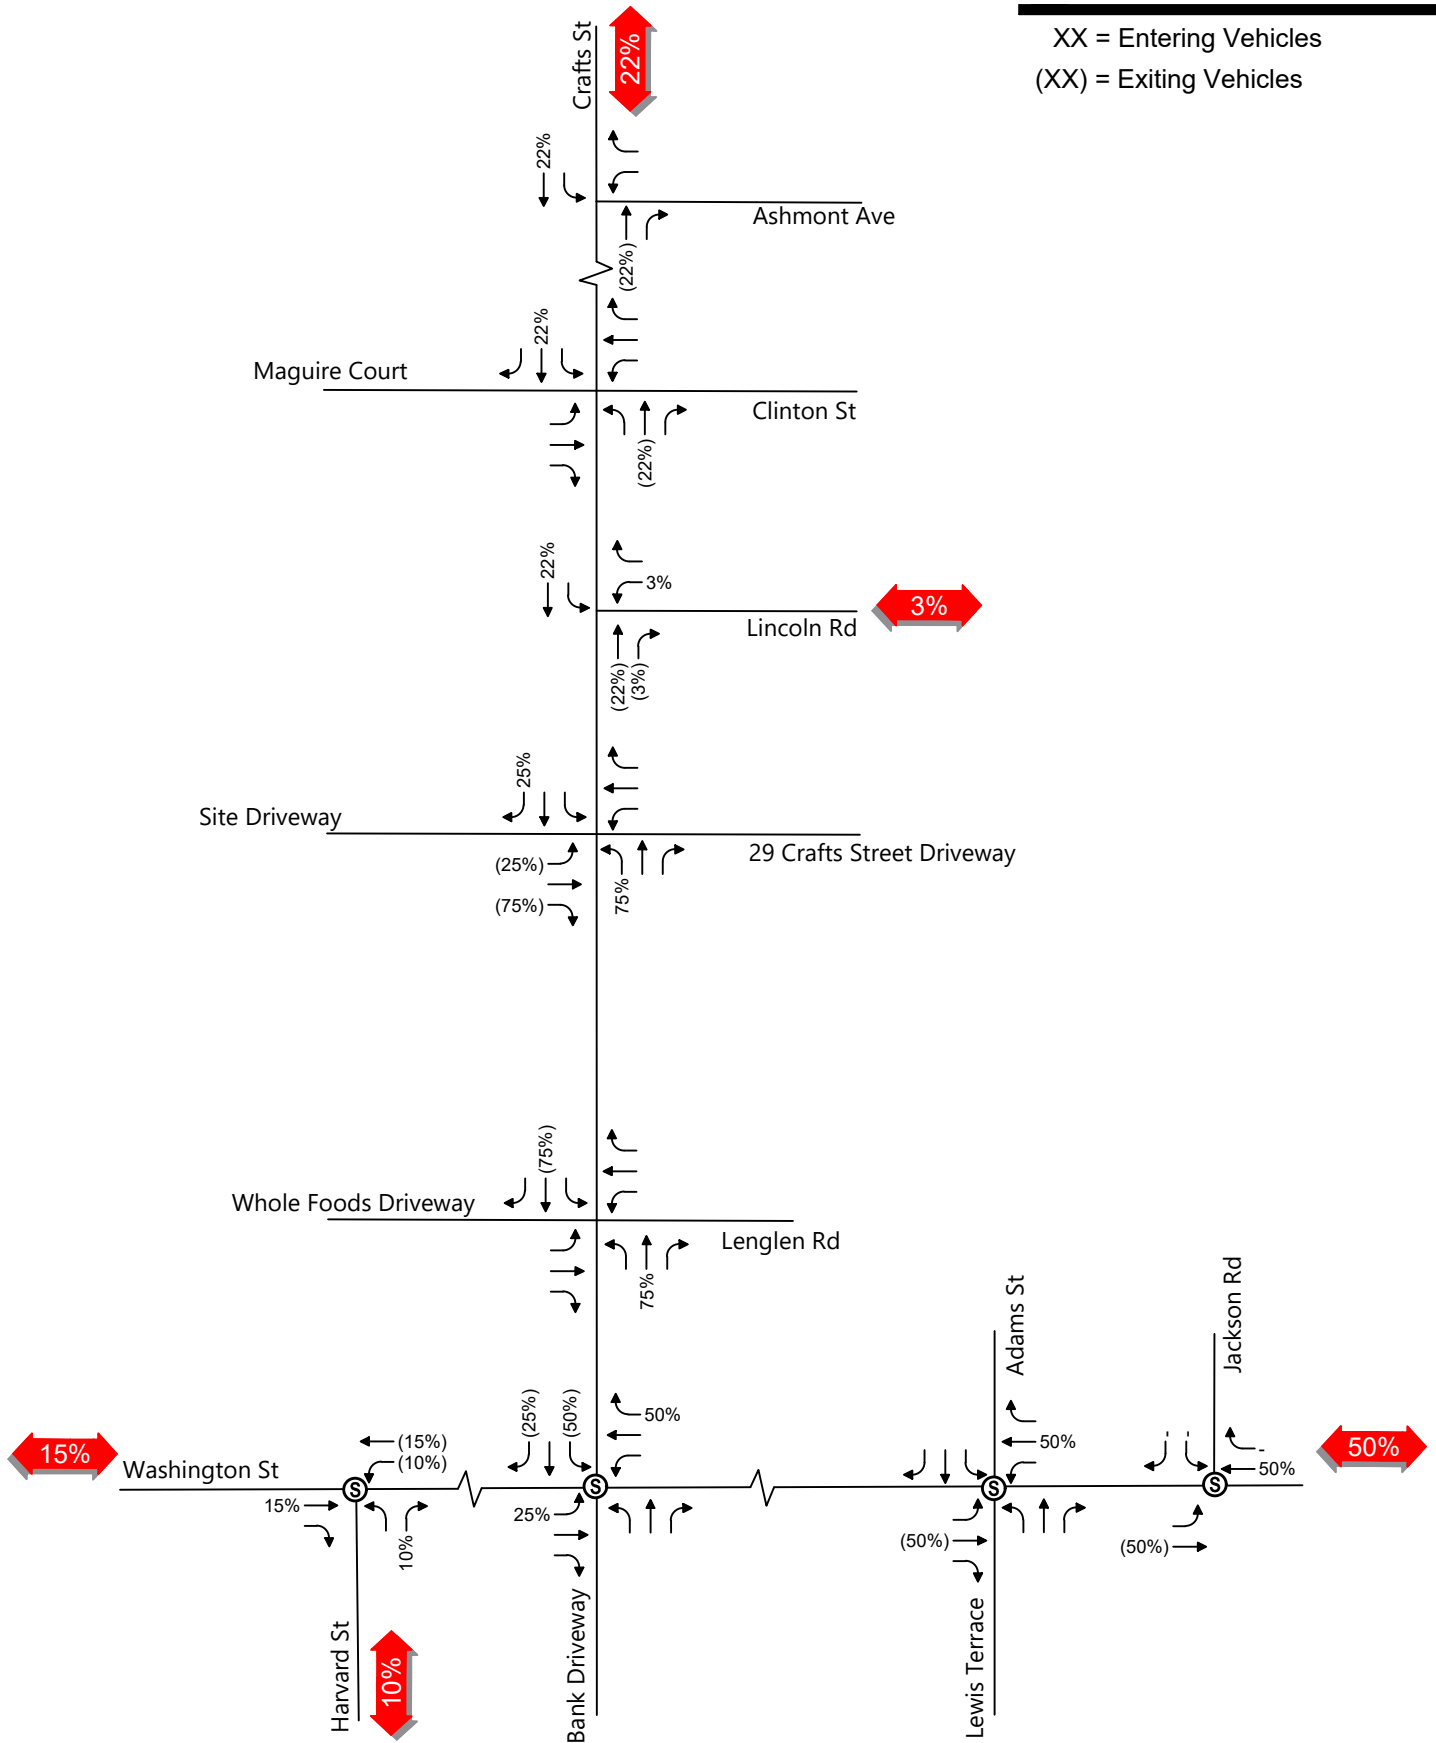 XX = Entering Vehicles
(XX) = Exiting Vehicles
Crafts St
22%
22%
Ashmont Ave
(22%)
22%
Maguire Court
Clinton St
(22%)
22%
3%
3%
Lincoln Rd
(22%)
(3%)
25%
Site Driveway
29 Crafts Street Driveway
(25%)
(75%)
75%
(75%)
Whole Foods Driveway
Lenglen Rd
75%
Adams St
Jackson Rd
(25%)
(50%)
50%
15%
(15%)
(10%)
50%
- -
-
50%
50%
Washington St
S
S
S
S
15%
10%
25%
(50%)
(50%)
Harvard St
10%
Bank Driveway
Lewis Terrace